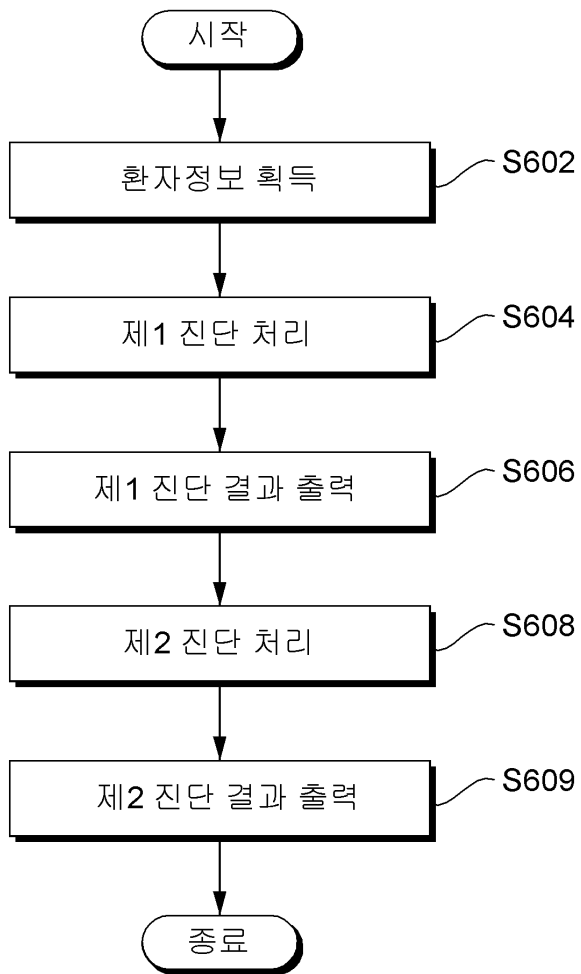 시작
환자정보 획득
S602
제1 진단 처리
S604
제1 진단 결과 출력
S606
제2 진단 처리
S608
제2 진단 결과 출력
S609
종료